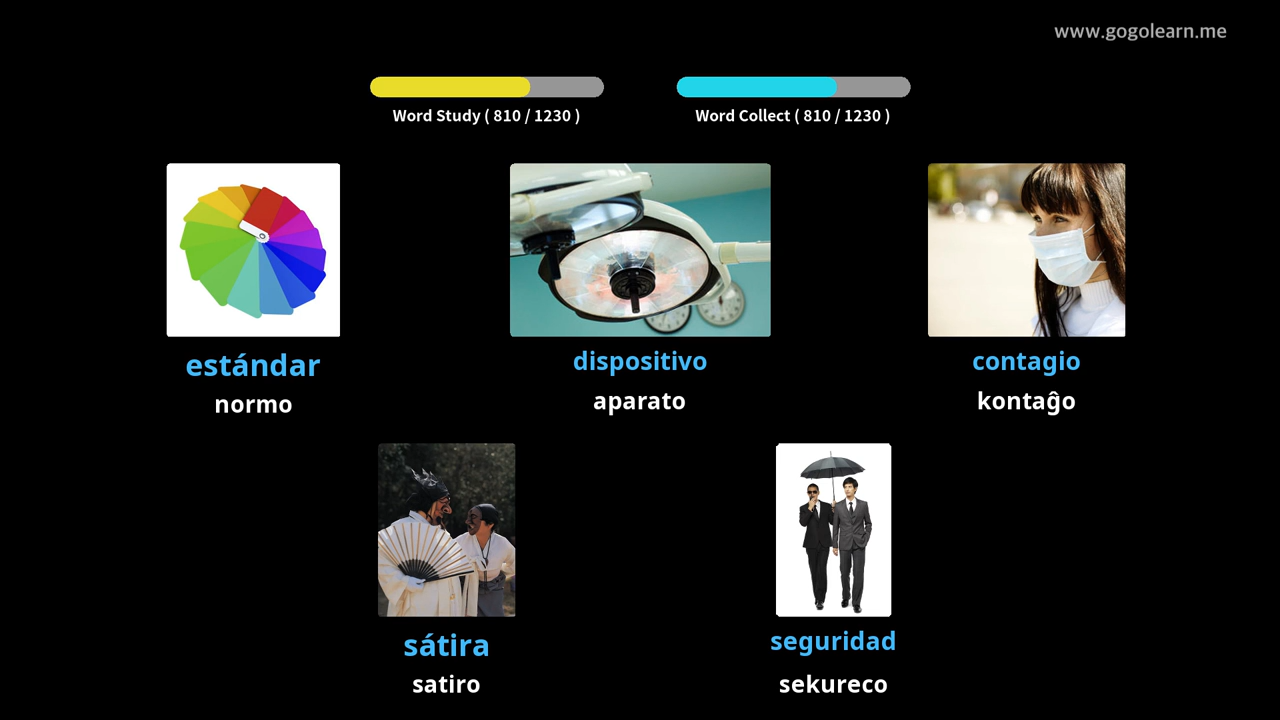 www.gogolearn.me
Word Study ( 810 / 1230 )
Word Collect ( 810 / 1230 )
estándar
normo
dispositivo
aparato
contagio
kontaĝo
sátira
satiro
seguridad
sekureco